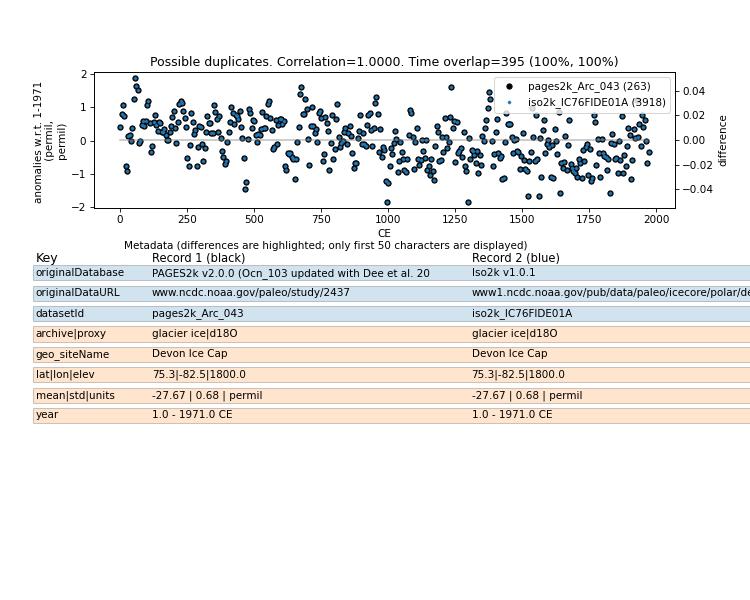 Possible duplicates. Correlation=1.0000. Time overlap=395 (100%, 100%)
anomalies w.r.t. 1-1971
(permil,
permil)
2
1
0
−1
−2
pages2k_Arc_043 (263)
iso2k_IC76FIDE01A (3918)
0.04
0.02
0.00
−0.02
−0.04
difference
0 250 500 750 1000 1250 1500 1750 2000
CE
Metadata (differences are highlighted; only first 50 characters are displayed)
Key Record 1 (black) Record 2 (blue)
originalDatabase PAGES2k v2.0.0 (Ocn_103 updated with Dee et al. 20 Iso2k v1.0.1
originalDataURL www.ncdc.noaa.gov/paleo/study/2437 www1.ncdc.noaa.gov/pub/data/paleo/icecore/polar/de
datasetId pages2k_Arc_043 iso2k_IC76FIDE01A
archive|proxy glacier ice|d18O glacier ice|d18O
geo_siteName Devon Ice Cap Devon Ice Cap
lat|lon|elev 75.3|-82.5|1800.0 75.3|-82.5|1800.0
mean|std|units -27.67 | 0.68 | permil -27.67 | 0.68 | permil
year 1.0 - 1971.0 CE 1.0 - 1971.0 CE